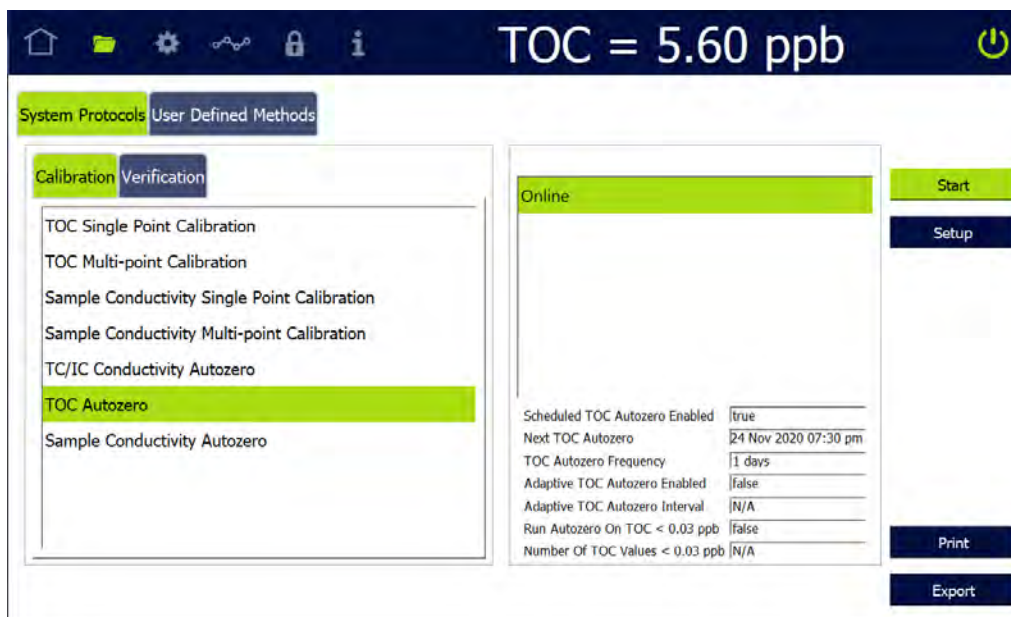 TOC = 5.60 ppb
System Protocols User Defined Methods
Calibration Verification
TOC Single Point Calibration
TOC Multi-point Calibration
Sample Conductivity Single Point Calibration
Sample Conductivity Multi-point Calibration
TC/IC Conductivity Autozero
TOC Autozero
Sample Conductivity Autozero
Online
Scheduled TOC Autozero Enabled true
Next TOC Autozero 24 Nov 2020 07:30 pm
TOC Autozero Frequency 1 days
Adaptive TOC Autozero Enabled false
Adaptive TOC Autozero Interval N/A
Run Autozero On TOC < 0.03 ppb false
Number Of TOC Values < 0.03 ppb N/A
Start
Setup
Print
Export